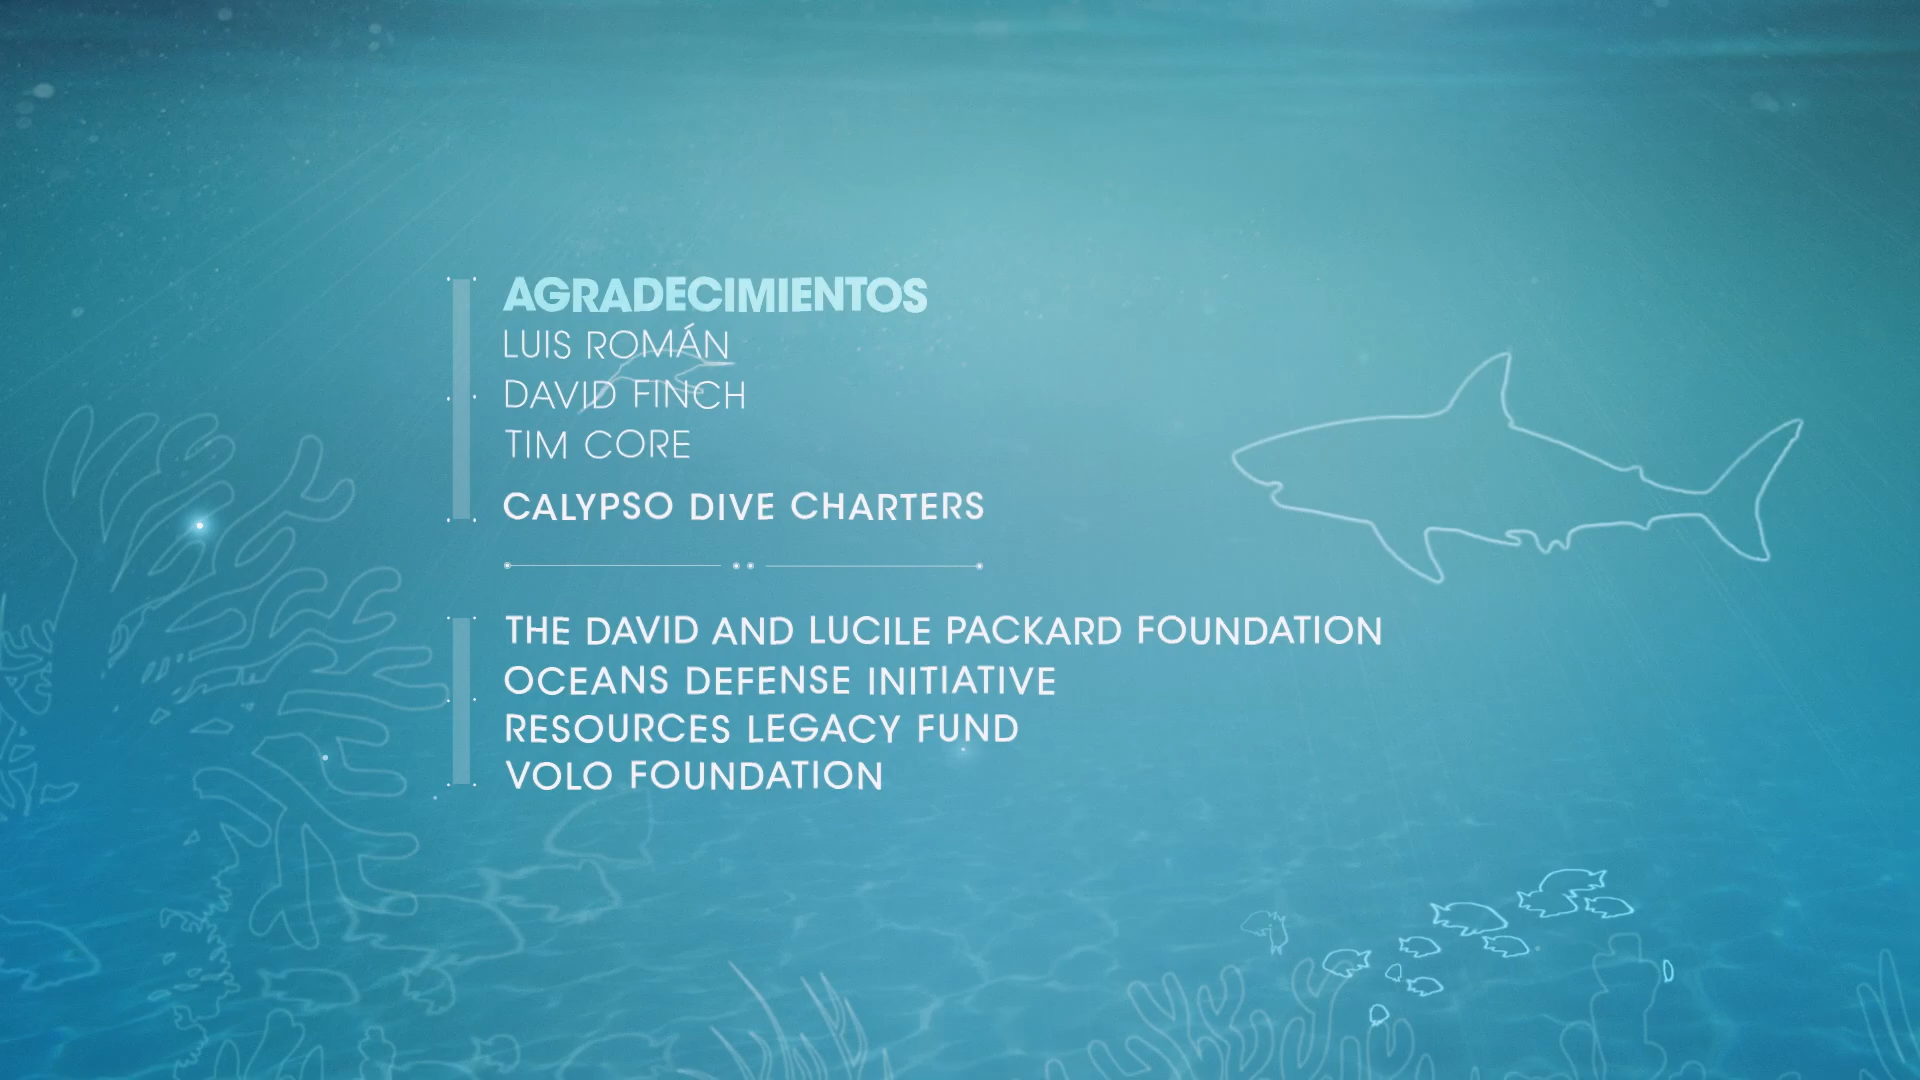 AGRADECIMIENTOS
LUIS ROMÁN
DAVID FINCH
TIM CORE
CALYPSO DIVE CHARTERS
THE DAVID AND LUCILE PACKARD FOUNDATION
OCEANS DEFENSE INITIATIVE
RESOURCES LEGACY FUND
VOLO FOUNDATION